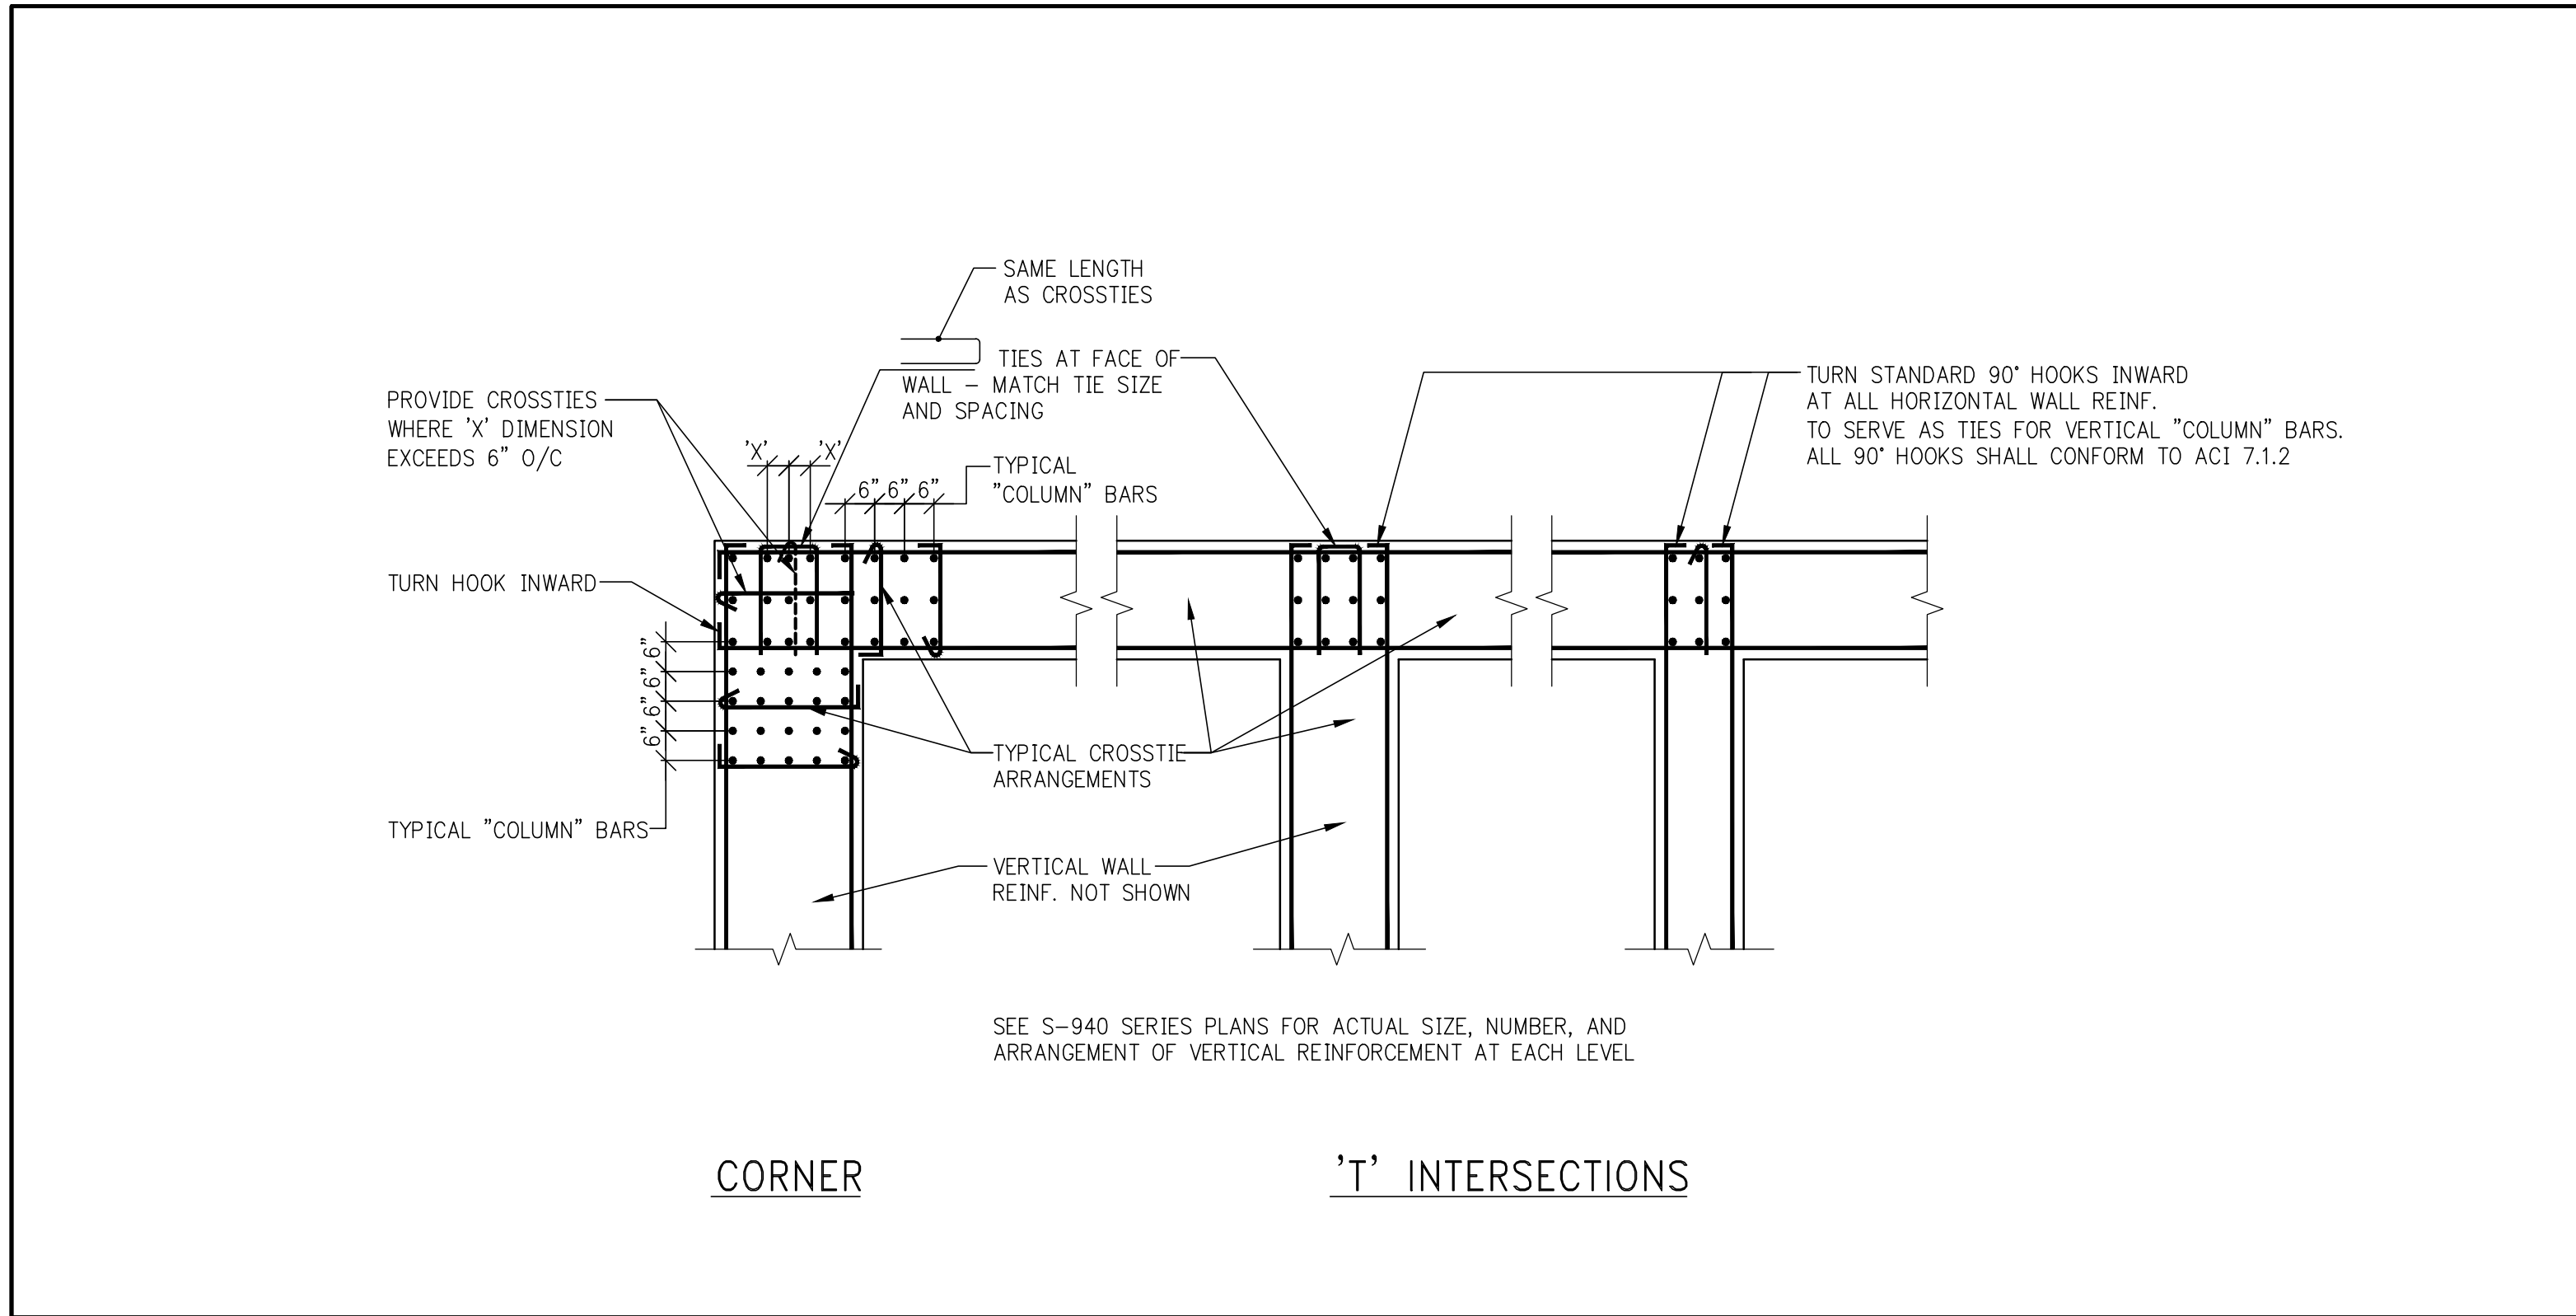 SAME LENGTH
AS CROSSTIES
TIES AT FACE OF
WALL – MATCH TIE SIZE
AND SPACING
PROVIDE CROSSTIES
WHERE 'X' DIMENSION
EXCEEDS 6" O/C
'X' 'X'
6" 6" 6"
TYPICAL
"COLUMN" BARS
TURN STANDARD 90° HOOKS INWARD
AT ALL HORIZONTAL WALL REINF.
TO SERVE AS TIES FOR VERTICAL "COLUMN" BARS.
ALL 90° HOOKS SHALL CONFORM TO ACI 7.1.2
TURN HOOK INWARD
6"
6"
6"
6"
TYPICAL "COLUMN" BARS
TYPICAL CROSSTIE
ARRANGEMENTS
VERTICAL WALL
REINF. NOT SHOWN
SEE S–940 SERIES PLANS FOR ACTUAL SIZE, NUMBER, AND
ARRANGEMENT OF VERTICAL REINFORCEMENT AT EACH LEVEL
CORNER
'T' INTERSECTIONS